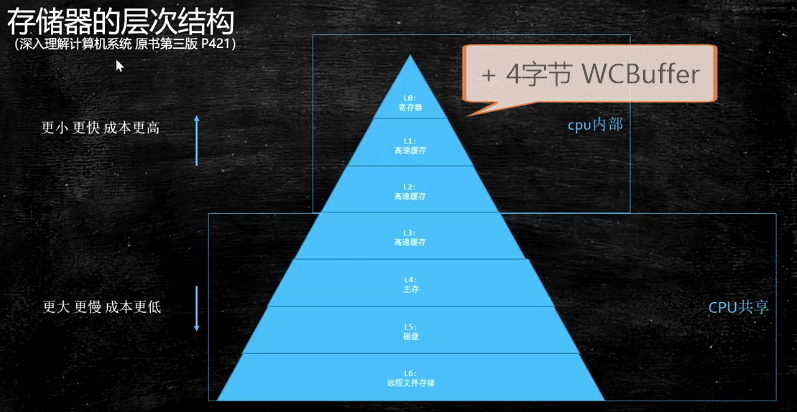 存储器的层次结构
（深入理解计算机系统 原书第三版 P421）
+ 4字节 WCBuffer
cpu内部
更小 更快 成本更高
L0：
寄存器
L1：
高速缓存
L2：
高速缓存
L3：
高速缓存
L4：
主存
更大 更慢 成本更低
CPU共享
L5：
磁盘
L6：
远程文件存储